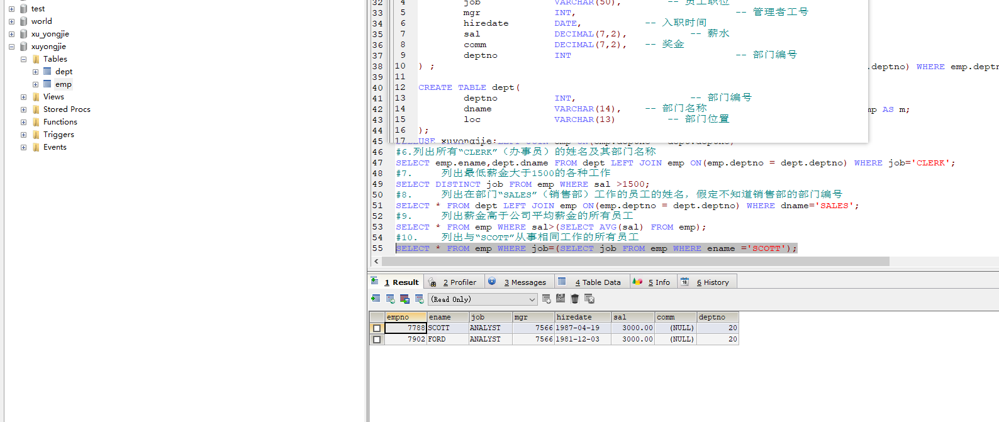 test
world
xu_yongjie
xuyongjie
Tables
dept
emp
Views
Stored Procs
Functions
Triggers
Events
32
33
34
35
36
37
38
39
40
41
42
43
44
45
46
47
48
49
50
51
52
53
54
55
4 job VARCHAR(50), -- 员工职位
5 mgr INT, -- 管理者工号
6 hiredate DATE, -- 入职时间
7 sal DECIMAL(7,2), -- 薪水
8 comm DECIMAL(7,2), -- 奖金
9 deptno INT -- 部门编号
10 ) ;
.deptno) WHERE emp.deptn
11
12 CREATE TABLE dept(
13 deptno INT, -- 部门编号
14 dname VARCHAR(14), -- 部门名称
mp AS m;
15 loc VARCHAR(13) -- 部门位置
16 );
17 USE xuyongjie;
#6.列出所有“CLERK”（办事员）的姓名及其部门名称
SELECT emp.ename,dept.dname FROM dept LEFT JOIN emp ON(emp.deptno = dept.deptno) WHERE job='CLERK';
#7. 列出最低薪金大于1500的各种工作
SELECT DISTINCT job FROM emp WHERE sal >1500;
#8. 列出在部门“SALES”（销售部）工作的员工的姓名，假定不知道销售部的部门编号
SELECT * FROM dept LEFT JOIN emp ON(emp.deptno = dept.deptno) WHERE dname='SALES';
#9. 列出薪金高于公司平均薪金的所有员工
SELECT * FROM emp WHERE sal>(SELECT AVG(sal) FROM emp);
#10. 列出与“SCOTT”从事相同工作的所有员工
SELECT * FROM emp WHERE job=(SELECT job FROM emp WHERE ename ='SCOTT');
1 Result 2 Profiler 3 Messages 4 Table Data 5 Info 6 History
(Read Only)
empno ename job mgr hiredate sal comm deptno
7788 SCOTT ANALYST 7566 1987-04-19 3000.00 (NULL) 20
7902 FORD ANALYST 7566 1981-12-03 3000.00 (NULL) 20